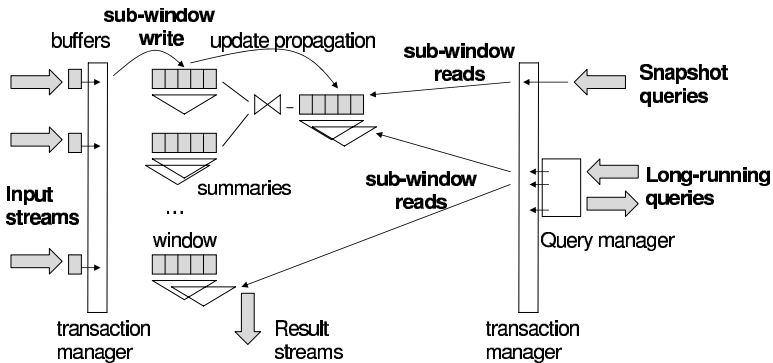 sub-window
write
buffers
update propagation
sub-window
reads
Snapshot
queries
Input
streams
summaries
sub-window
reads
Long-running
queries
...
window
Query manager
transaction
manager
Result
streams
transaction
manager